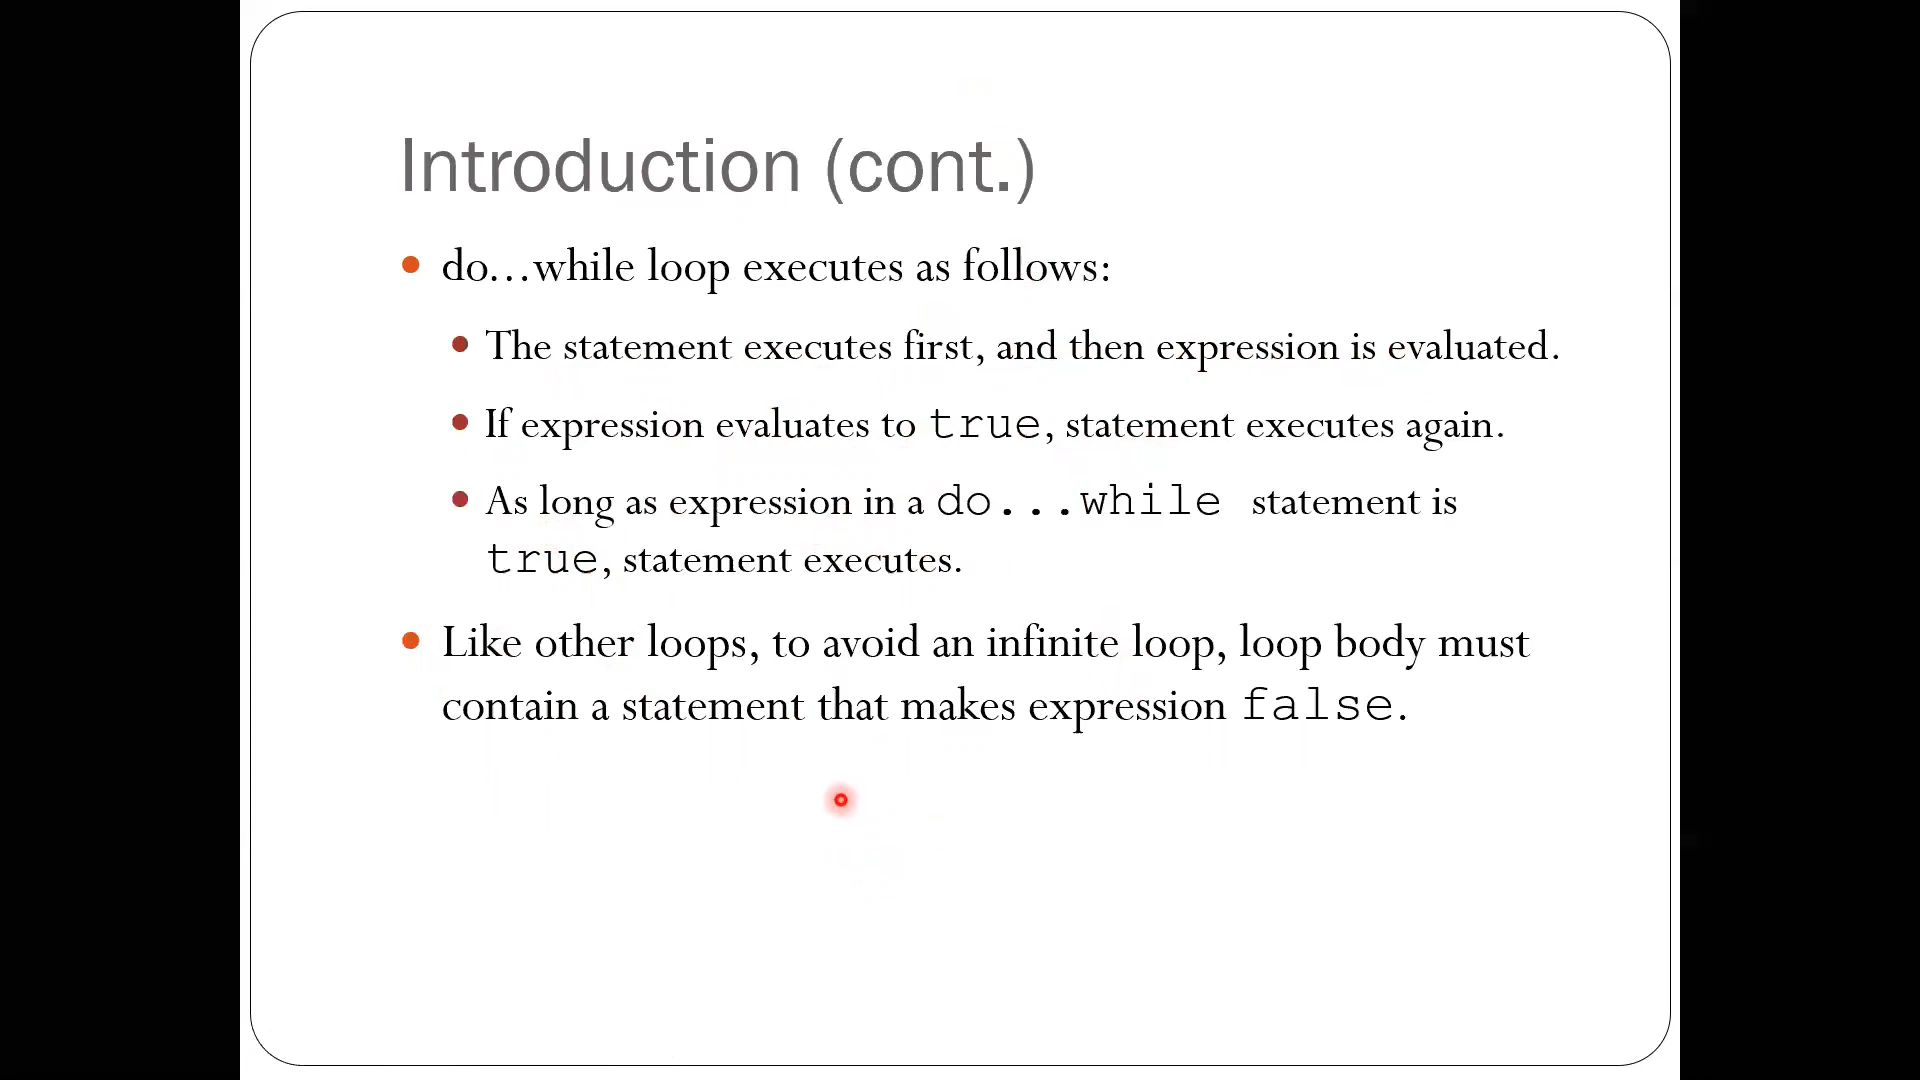 Introduction (cont.)
do…while loop executes as follows:
The statement executes first, and then expression is evaluated.
If expression evaluates to true, statement executes again.
As long as expression in a do...while statement is
true, statement executes.
Like other loops, to avoid an infinite loop, loop body must
contain a statement that makes expression false.